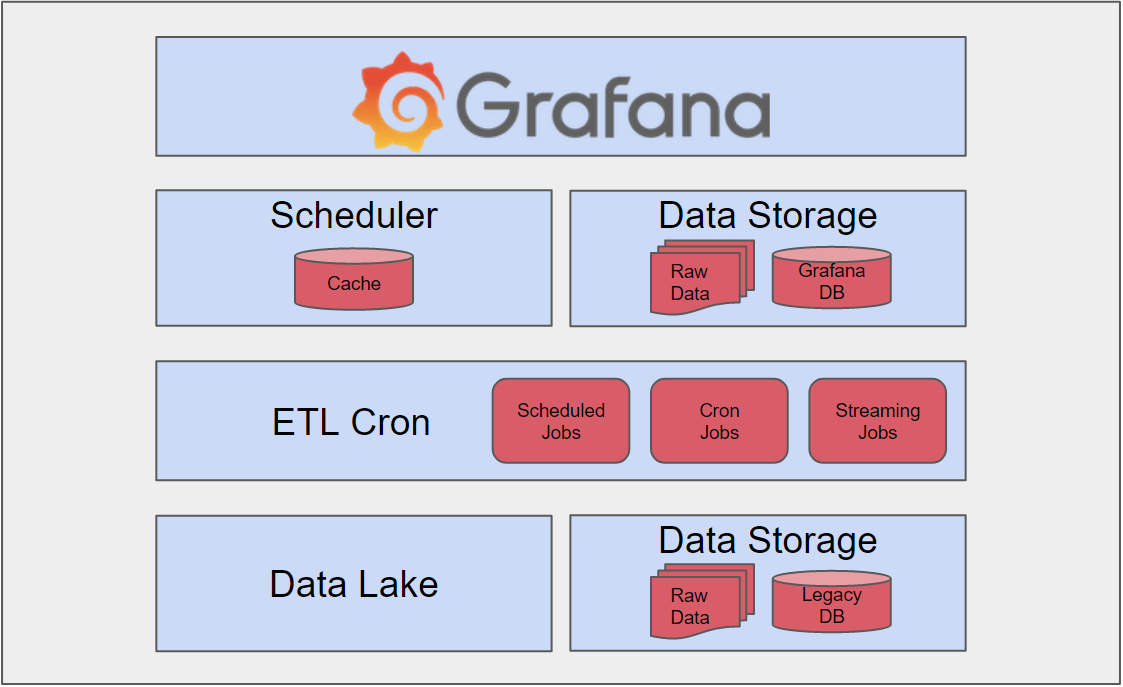 Grafana
Scheduler
Cache
Data Storage
Raw
Data
Grafana
DB
ETL Cron
Scheduled
Jobs
Cron
Jobs
Streaming
Jobs
Data Lake
Data Storage
Raw
Data
Legacy
DB